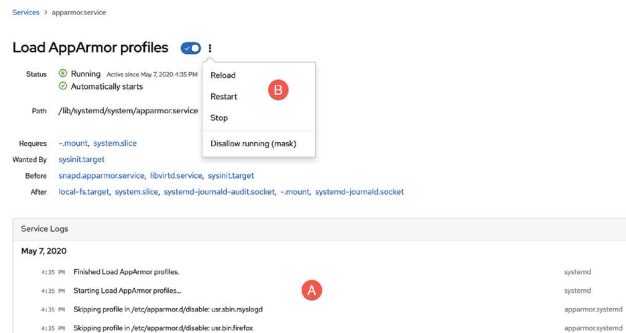 Services > apparmor.service
Load AppArmor profiles
Status Running Active since May 7, 2020 4:35 PM
Automatically starts
Path /lib/systemd/system/apparmor.service
Reload
Restart
Stop
Disallow running (mask)
B
Requires -.mount, system.slice
Wanted By sysinit.target
Before snapd.apparmor.service, libvirtd.service, sysinit.target
After local-fs.target, system.slice, systemd-journald-audit.socket, -.mount, systemd-journald.socket
Service Logs
May 7, 2020
4:35 PM Finished Load AppArmor profiles. systemd
4:35 PM Starting Load AppArmor profiles... systemd
A
4:35 PM Skipping profile in /etc/apparmor.d/disable: usr.sbin.rsyslogd apparmor.systemd
4:35 PM Skipping profile in /etc/apparmor.d/disable: usr.bin.firefox apparmor.systemd